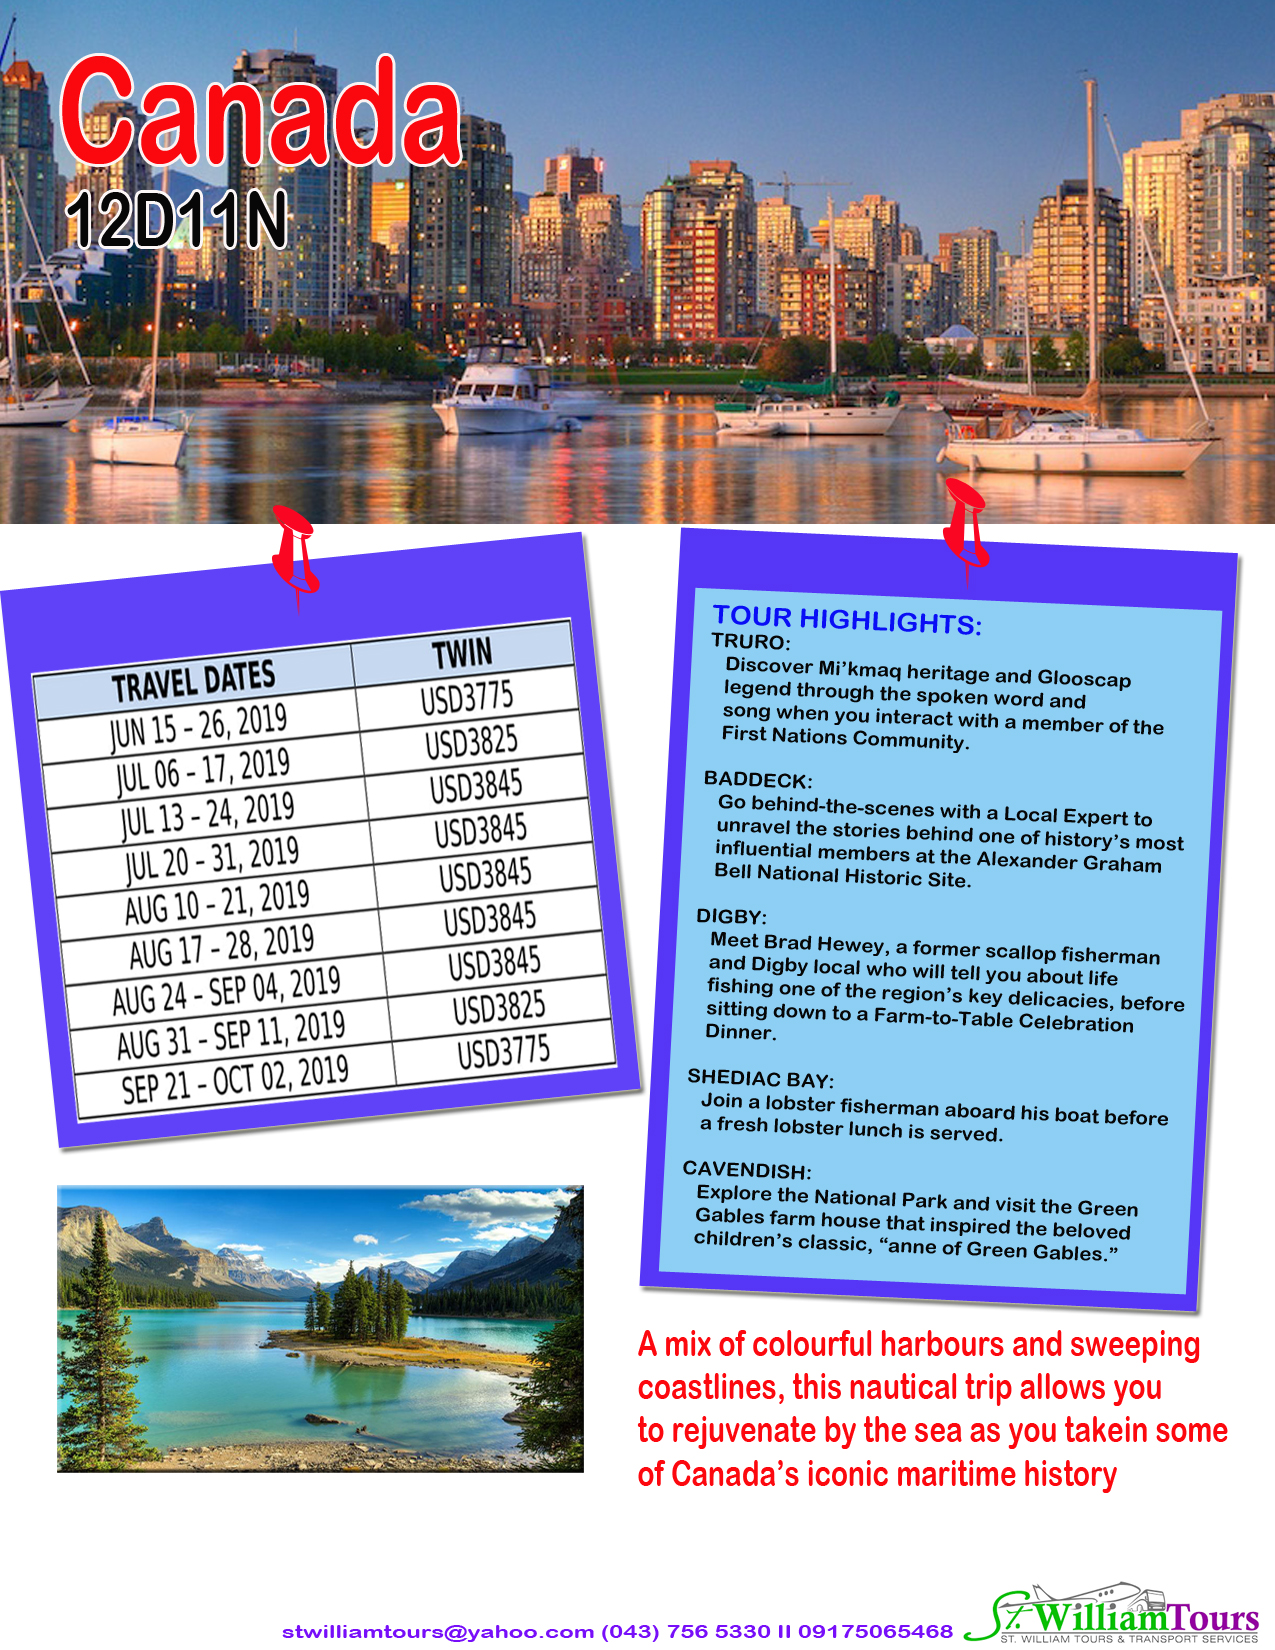 Canada
12D11N
TRAVEL DATES TWIN
JUN 15 – 26, 2019 USD3775
JUL 06 – 17, 2019 USD3825
JUL 13 – 24, 2019 USD3845
JUL 20 – 31, 2019 USD3845
AUG 10 – 21, 2019 USD3845
AUG 17 – 28, 2019 USD3845
AUG 24 – SEP 04, 2019 USD3845
AUG 31 – SEP 11, 2019 USD3825
SEP 21 – OCT 02, 2019 USD3775
TOUR HIGHLIGHTS:
TRURO:
Discover Mi’kmaq heritage and Glooscap
legend through the spoken word and
song when you interact with a member of the
First Nations Community.
BADDECK:
Go behind-the-scenes with a Local Expert to
unravel the stories behind one of history’s most
influential members at the Alexander Graham
Bell National Historic Site.
DIGBY:
Meet Brad Hewey, a former scallop fisherman
and Digby local who will tell you about life
fishing one of the region’s key delicacies, before
sitting down to a Farm-to-Table Celebration
Dinner.
SHEDIAC BAY:
Join a lobster fisherman aboard his boat before
a fresh lobster lunch is served.
CAVENDISH:
Explore the National Park and visit the Green
Gables farm house that inspired the beloved
children’s classic, “anne of Green Gables.”
A mix of colourful harbours and sweeping
coastlines, this nautical trip allows you
to rejuvenate by the sea as you takein some
of Canada’s iconic maritime history
stwilliamtours@yahoo.com (043) 756 5330 II 09175065468
St. WilliamTours
ST. WILLIAM TOURS & TRANSPORT SERVICES